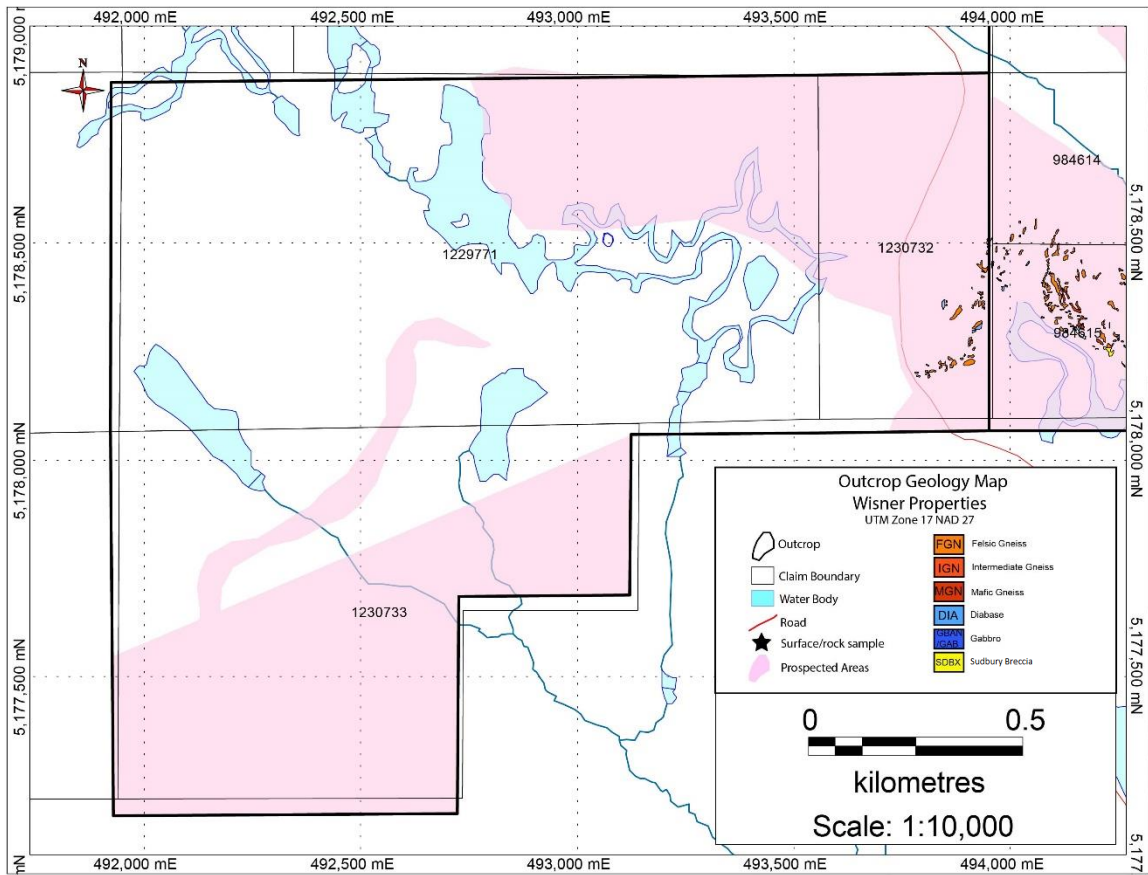 492,000 mE 492,500 mE 493,000 mE 493,500 mE 494,000 mE
5,179,000 m
N
984614
5,178,500 mN
5,178,500 mN
1229771
1230732
984615
5,178,000 mN
5,178,000 mN
Outcrop Geology Map
Wisner Properties
UTM Zone 17 NAD 27
Outcrop
Claim Boundary
Water Body
Road
Surface/rock sample
Prospected Areas
FGN Felsic Gneiss
IGN Intermediate Gneiss
MGN Mafic Gneiss
DIA Diabase
GBAN
/GAB Gabbro
SDBX Sudbury Breccia
1230733
5,177,500 mN
5,177,500 mN
0 0.5
kilometres
Scale: 1:10,000
mN
5,177
492,000 mE 492,500 mE 493,000 mE 493,500 mE 494,000 mE